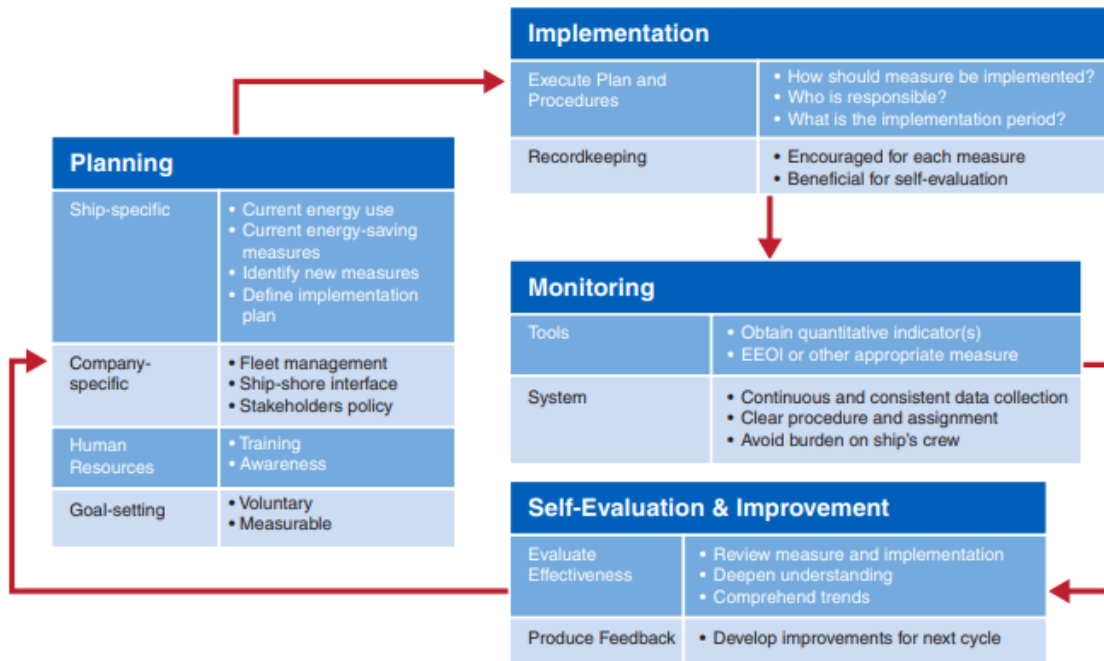 Implementation
Execute Plan and
Procedures
• How should measure be implemented?
• Who is responsible?
• What is the implementation period?
Recordkeeping
• Encouraged for each measure
• Beneficial for self-evaluation
Planning
Ship-specific
• Current energy use
• Current energy-saving
measures
• Identify new measures
• Define implementation
plan
Company-
specific
• Fleet management
• Ship-shore interface
• Stakeholders policy
Human
Resources
• Training
• Awareness
Goal-setting
• Voluntary
• Measurable
Monitoring
Tools
• Obtain quantitative indicator(s)
• EEOI or other appropriate measure
System
• Continuous and consistent data collection
• Clear procedure and assignment
• Avoid burden on ship's crew
Self-Evaluation & Improvement
Evaluate
Effectiveness
• Review measure and implementation
• Deepen understanding
• Comprehend trends
Produce Feedback
• Develop improvements for next cycle